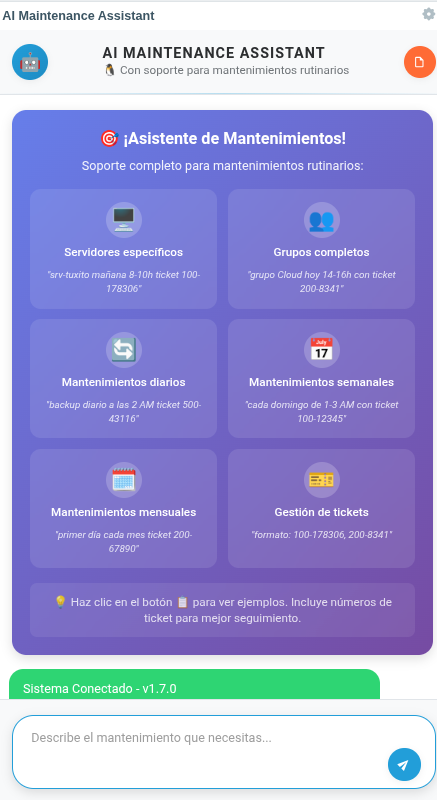 AI Maintenance Assistant
AI MAINTENANCE ASSISTANT
🐧 Con soporte para mantenimientos rutinarios
🎯 ¡Asistente de Mantenimientos!
Soporte completo para mantenimientos rutinarios:
Servidores específicos
"srv-tuxito mañana 8-10h ticket 100-
178306"
Grupos completos
"grupo Cloud hoy 14-16h con ticket
200-8341"
Mantenimientos diarios
"backup diario a las 2 AM ticket 500-
43116"
Mantenimientos semanales
"cada domingo de 1-3 AM con ticket
100-12345"
Mantenimientos mensuales
"primer día cada mes ticket 200-
67890"
Gestión de tickets
"formato: 100-178306, 200-8341"
💡 Haz clic en el botón 📋 para ver ejemplos. Incluye números de
ticket para mejor seguimiento.
Sistema Conectado - v1.7.0
Describe el mantenimiento que necesitas...